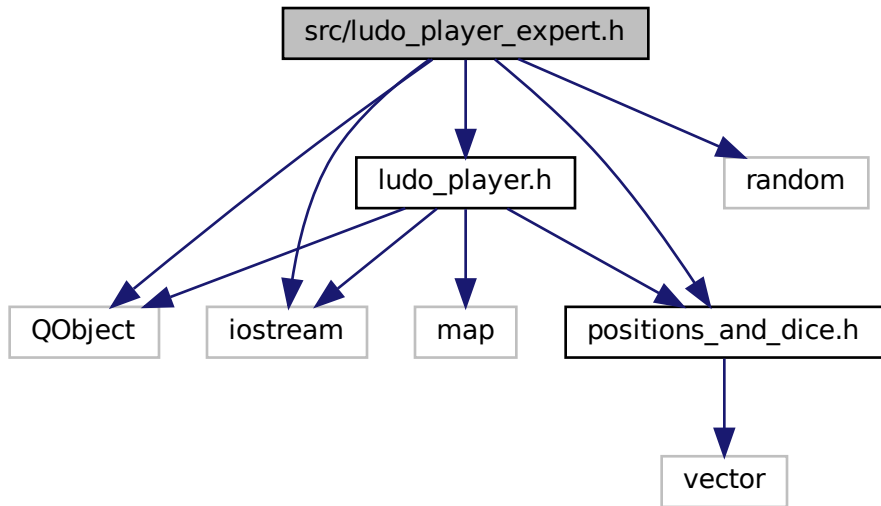 src/ludo_player_expert.h
ludo_player.h
random
QObject
iostream
map
positions_and_dice.h
vector